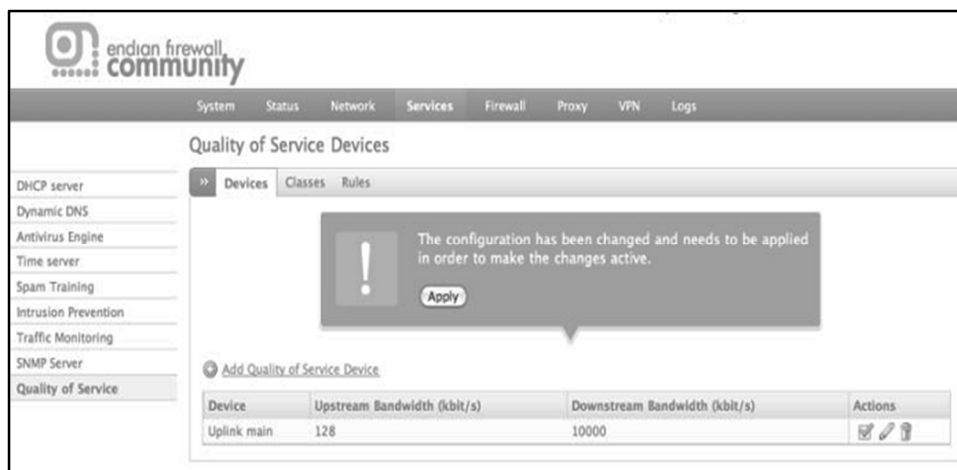 endian firewall
community
System Status Network Services Firewall Proxy VPN Logs
Quality of Service Devices
DHCP server
Dynamic DNS
Antivirus Engine
Time server
Spam Training
Intrusion Prevention
Traffic Monitoring
SNMP Server
Quality of Service
» Devices Classes Rules
The configuration has been changed and needs to be applied
in order to make the changes active.
Apply
Add Quality of Service Device
Device Upstream Bandwidth (kbit/s) Downstream Bandwidth (kbit/s) Actions
Uplink main 128 10000